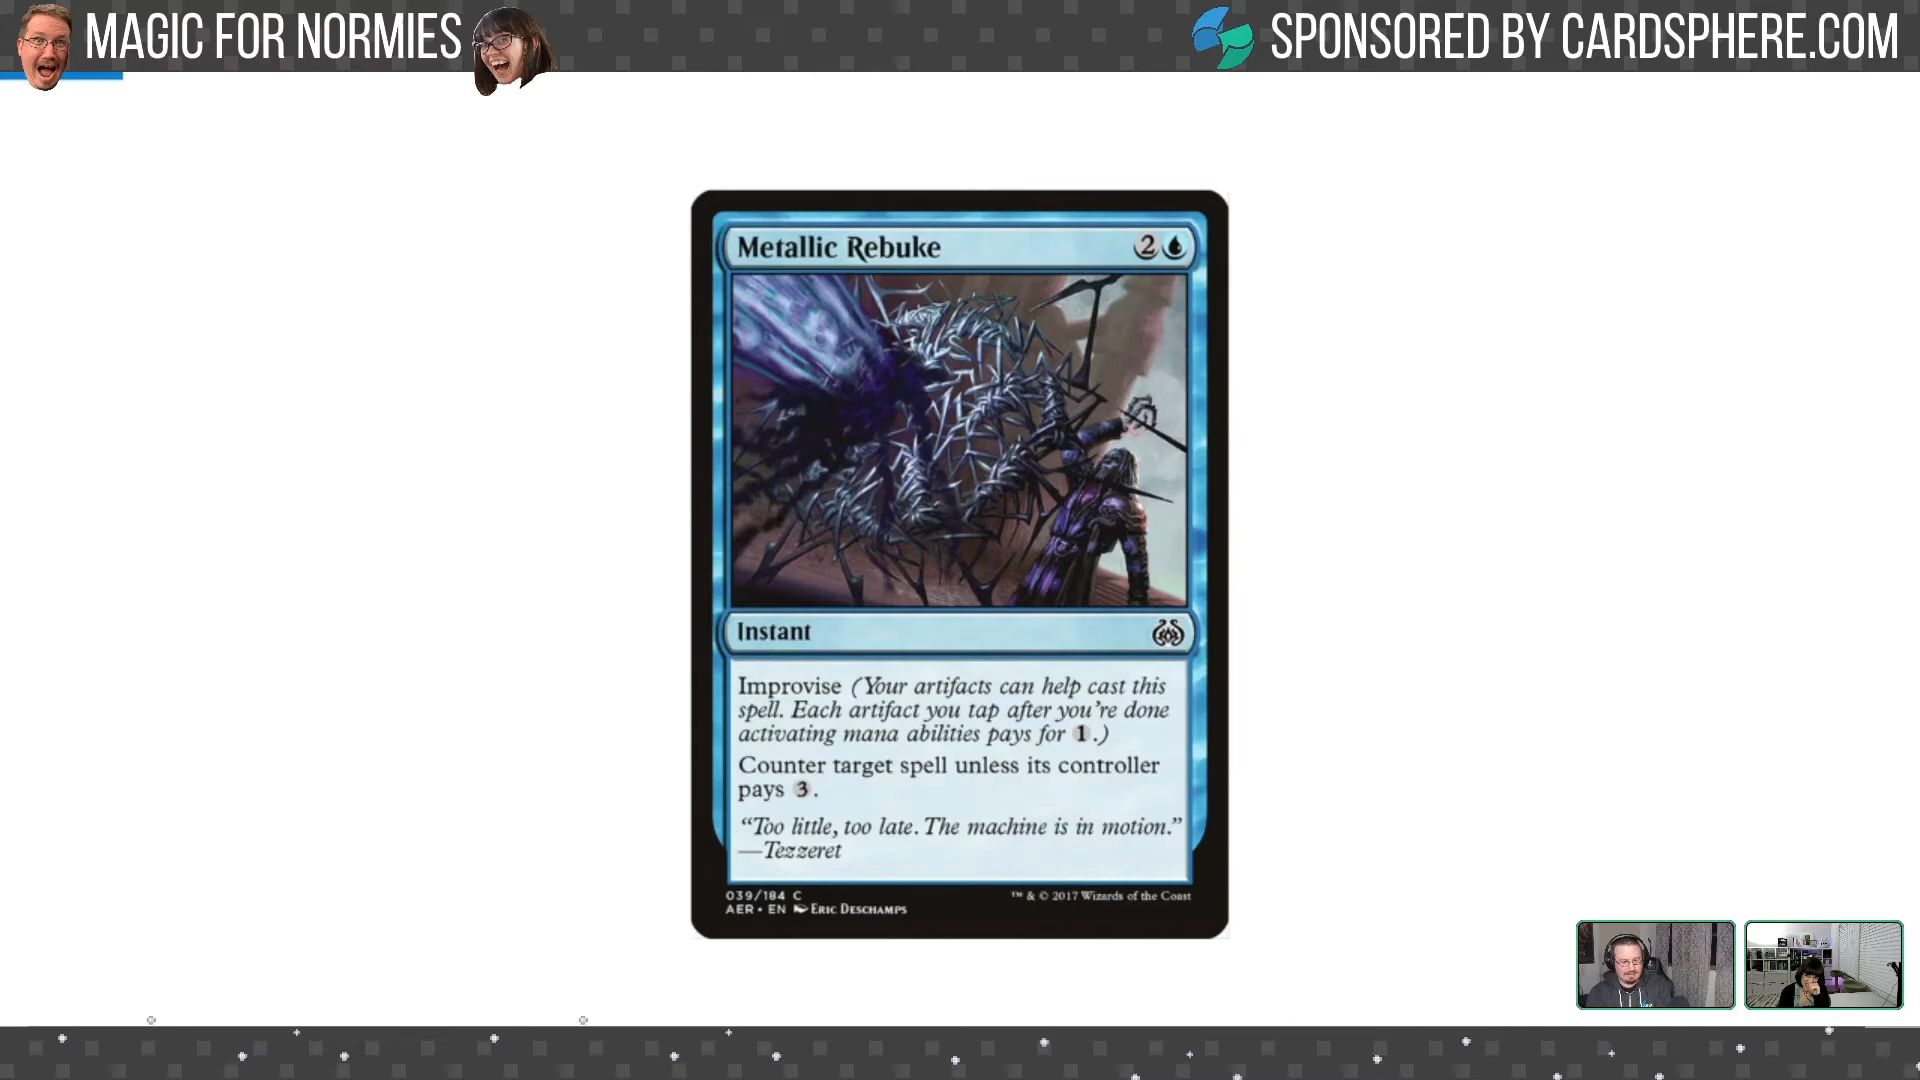 MAGIC FOR NORMIES
SPONSORED BY CARDSPHERE.COM
Metallic Rebuke 2
Instant
Improvise (Your artifacts can help cast this
spell. Each artifact you tap after you're done
activating mana abilities pays for 1.)
Counter target spell unless its controller
pays 3.
“Too little, too late. The machine is in motion.”
—Tezzeret
039/184 C
AER • EN Eric Deschamps
™ & © 2017 Wizards of the Coast